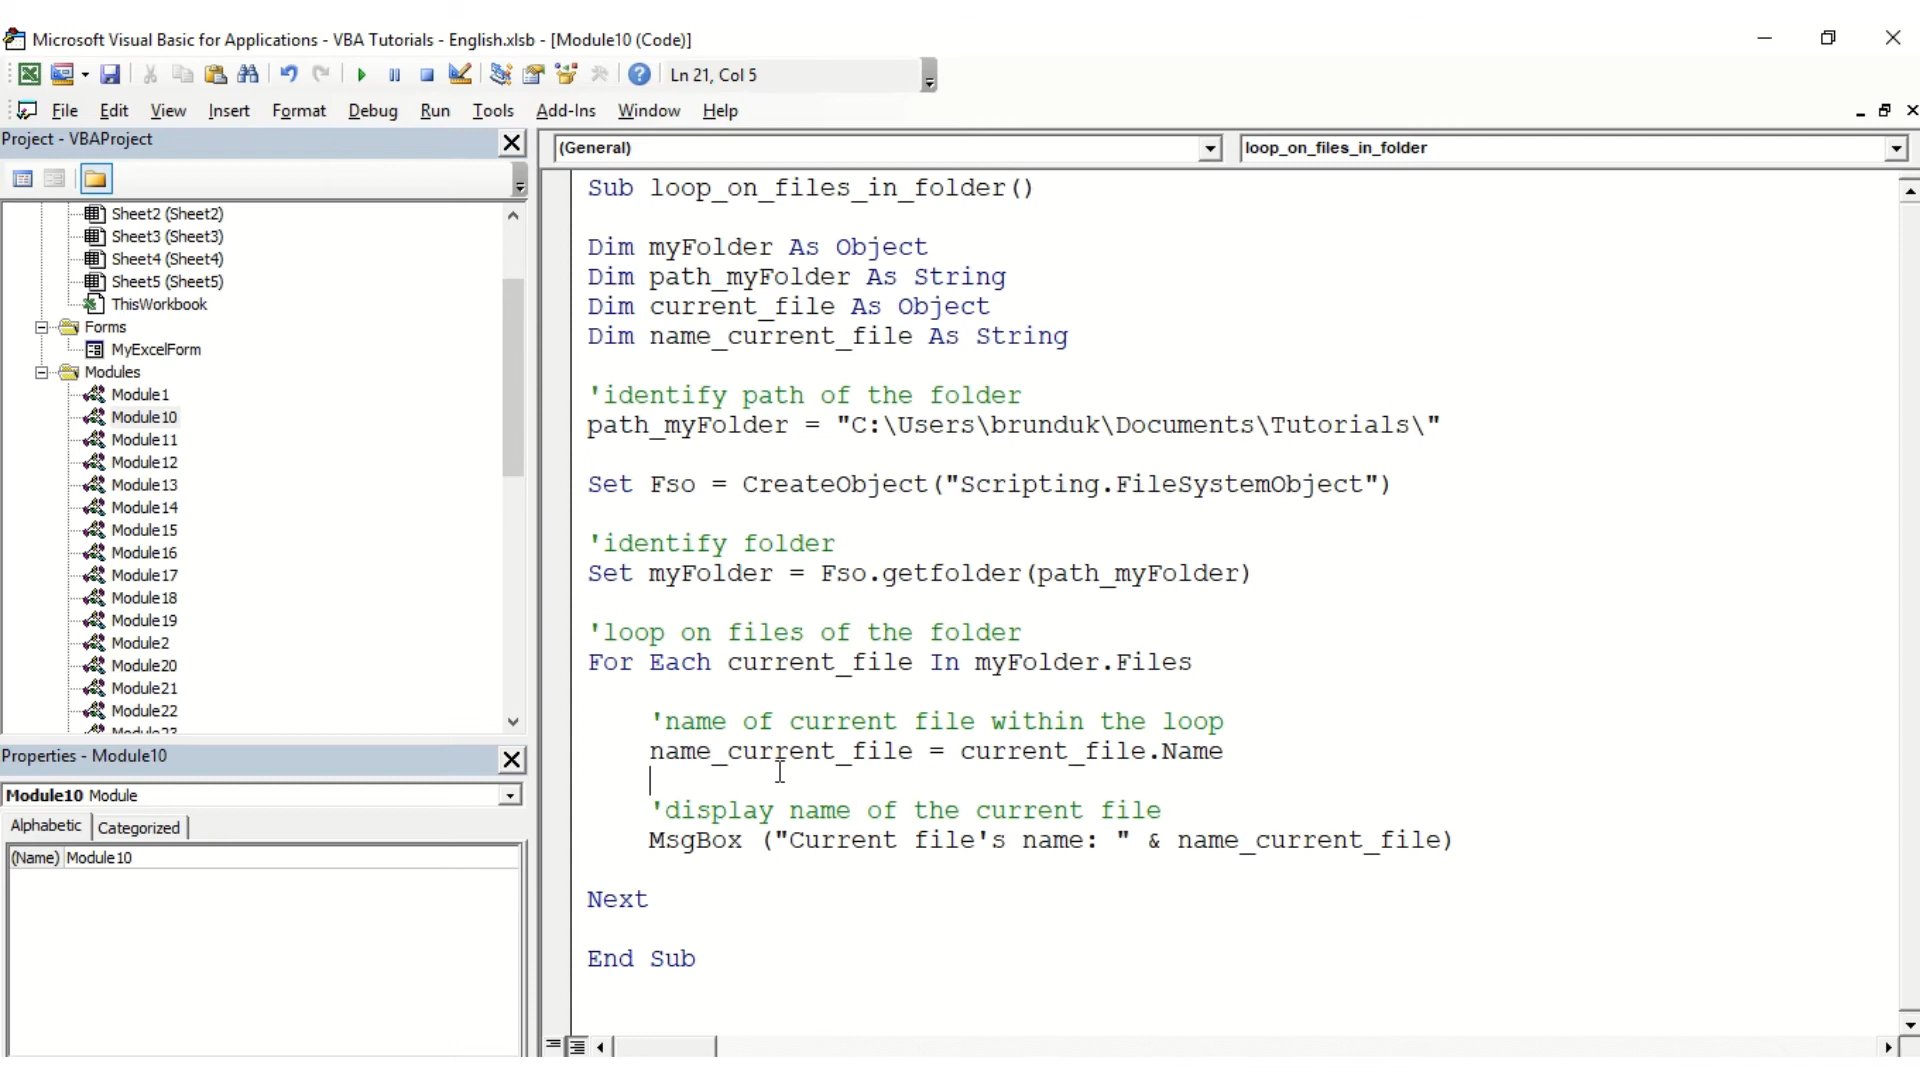 Microsoft Visual Basic for Applications - VBA Tutorials - English.xlsb - [Module10 (Code)]
Ln 21, Col 5
File Edit View Insert Format Debug Run Tools Add-Ins Window Help
Project - VBAProject
Sheet2 (Sheet2)
Sheet3 (Sheet3)
Sheet4 (Sheet4)
Sheet5 (Sheet5)
ThisWorkbook
Forms
MyExcelForm
Modules
Module1
Module10
Module11
Module12
Module13
Module14
Module15
Module16
Module17
Module18
Module19
Module2
Module20
Module21
Module22
Module23
Properties - Module10
Module10 Module
Alphabetic Categorized
(Name) Module10
(General) loop_on_files_in_folder
Sub loop_on_files_in_folder()
Dim myFolder As Object
Dim path_myFolder As String
Dim current_file As Object
Dim name_current_file As String
'identify path of the folder
path_myFolder = "C:\Users\brunduk\Documents\Tutorials\"
Set Fso = CreateObject("Scripting.FileSystemObject")
'identify folder
Set myFolder = Fso.getfolder(path_myFolder)
'loop on files of the folder
For Each current_file In myFolder.Files
'name of current file within the loop
name_current_file = current_file.Name
'display name of the current file
MsgBox ("Current file's name: " & name_current_file)
Next
End Sub